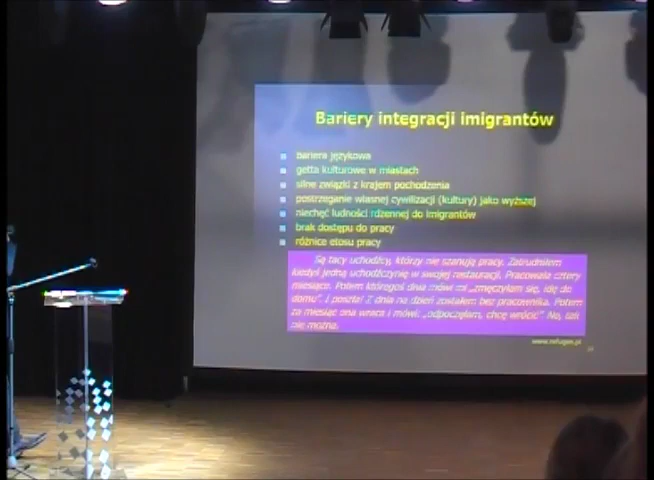 Bariery integracji imigrantów
bariera językowa
getta kulturowe w miastach
silne związki z krajem pochodzenia
postrzeganie własnej cywilizacji (kultury) jako wyższej
niechęć ludności rdzennej do imigrantów
brak dostępu do pracy
różnice etosu pracy
Są tacy uchodźcy, którzy nie szanują pracy. Zatrudniłem
kiedyś jedną uchodźczynię w swojej restauracji. Pracowała cztery
miesiące. Potem któregoś dnia mówi mi „zmęczyłam się, idę do
domu”. I poszła! Z dnia na dzień zostałem bez pracownika. Potem
za miesiąc ona wraca i mówi: „odpoczęłam, chcę wrócić” No, tak
nie można.
www.refugee.pl